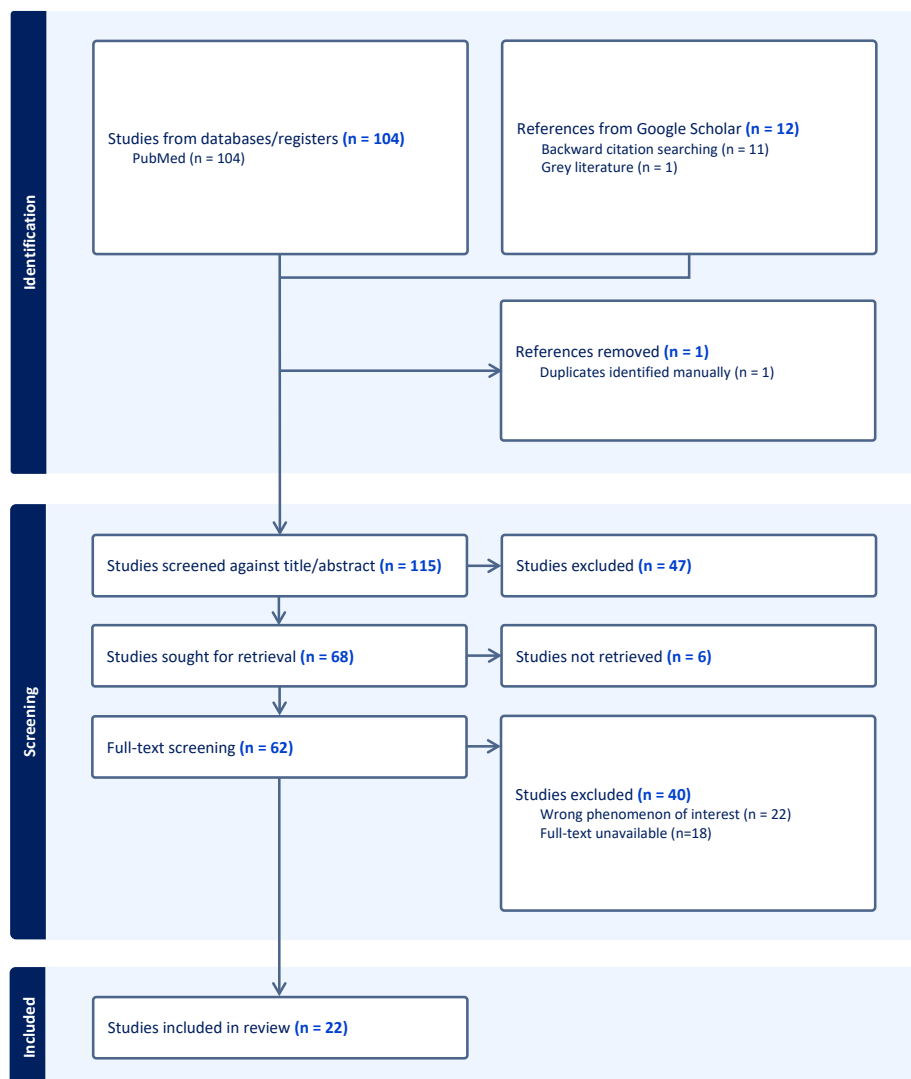 Identification
Studies from databases/registers (n = 104)
PubMed (n = 104)
References from Google Scholar (n = 12)
Backward citation searching (n = 11)
Grey literature (n = 1)
References removed (n = 1)
Duplicates identified manually (n = 1)
Screening
Studies screened against title/abstract (n = 115)
Studies excluded (n = 47)
Studies sought for retrieval (n = 68)
Studies not retrieved (n = 6)
Full-text screening (n = 62)
Studies excluded (n = 40)
Wrong phenomenon of interest (n = 22)
Full-text unavailable (n=18)
Included
Studies included in review (n = 22)